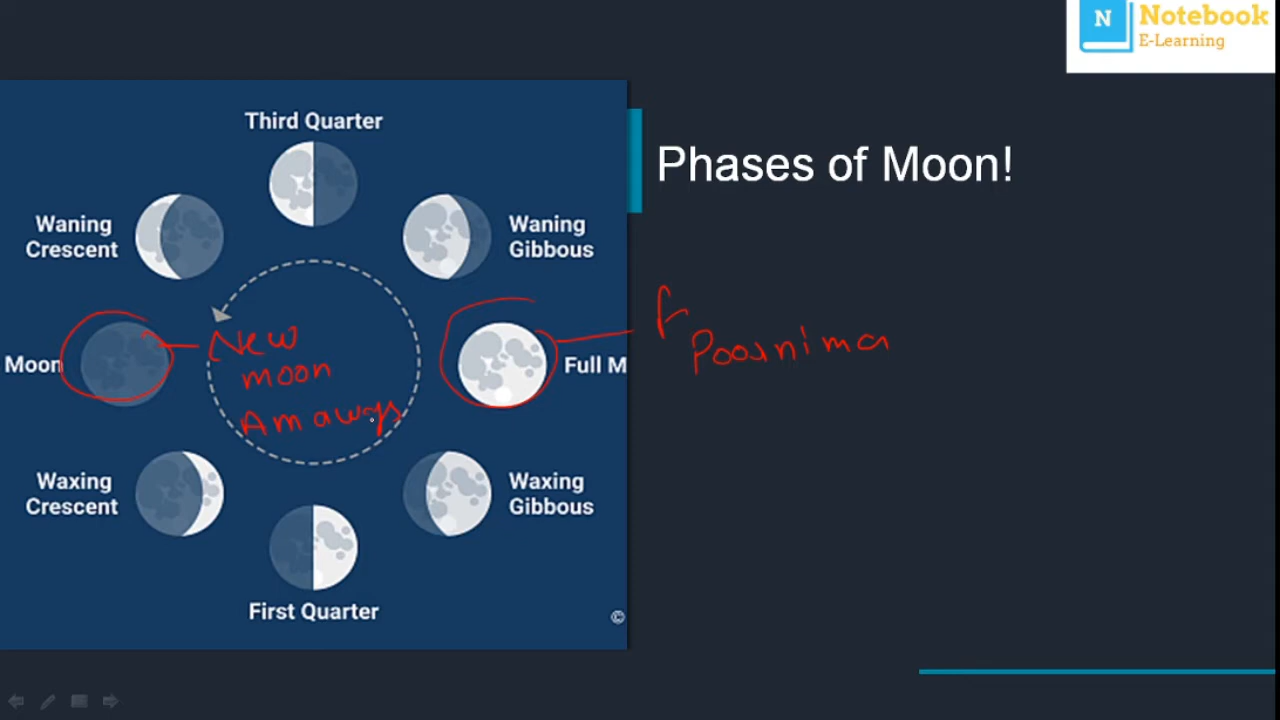 N
Notebook
E-Learning
Phases of Moon!
Third Quarter
Waning
Crescent
Waning
Gibbous
Moon
New
moon
Amaways
Full M
f
Poornima
Waxing
Crescent
Waxing
Gibbous
First Quarter
©